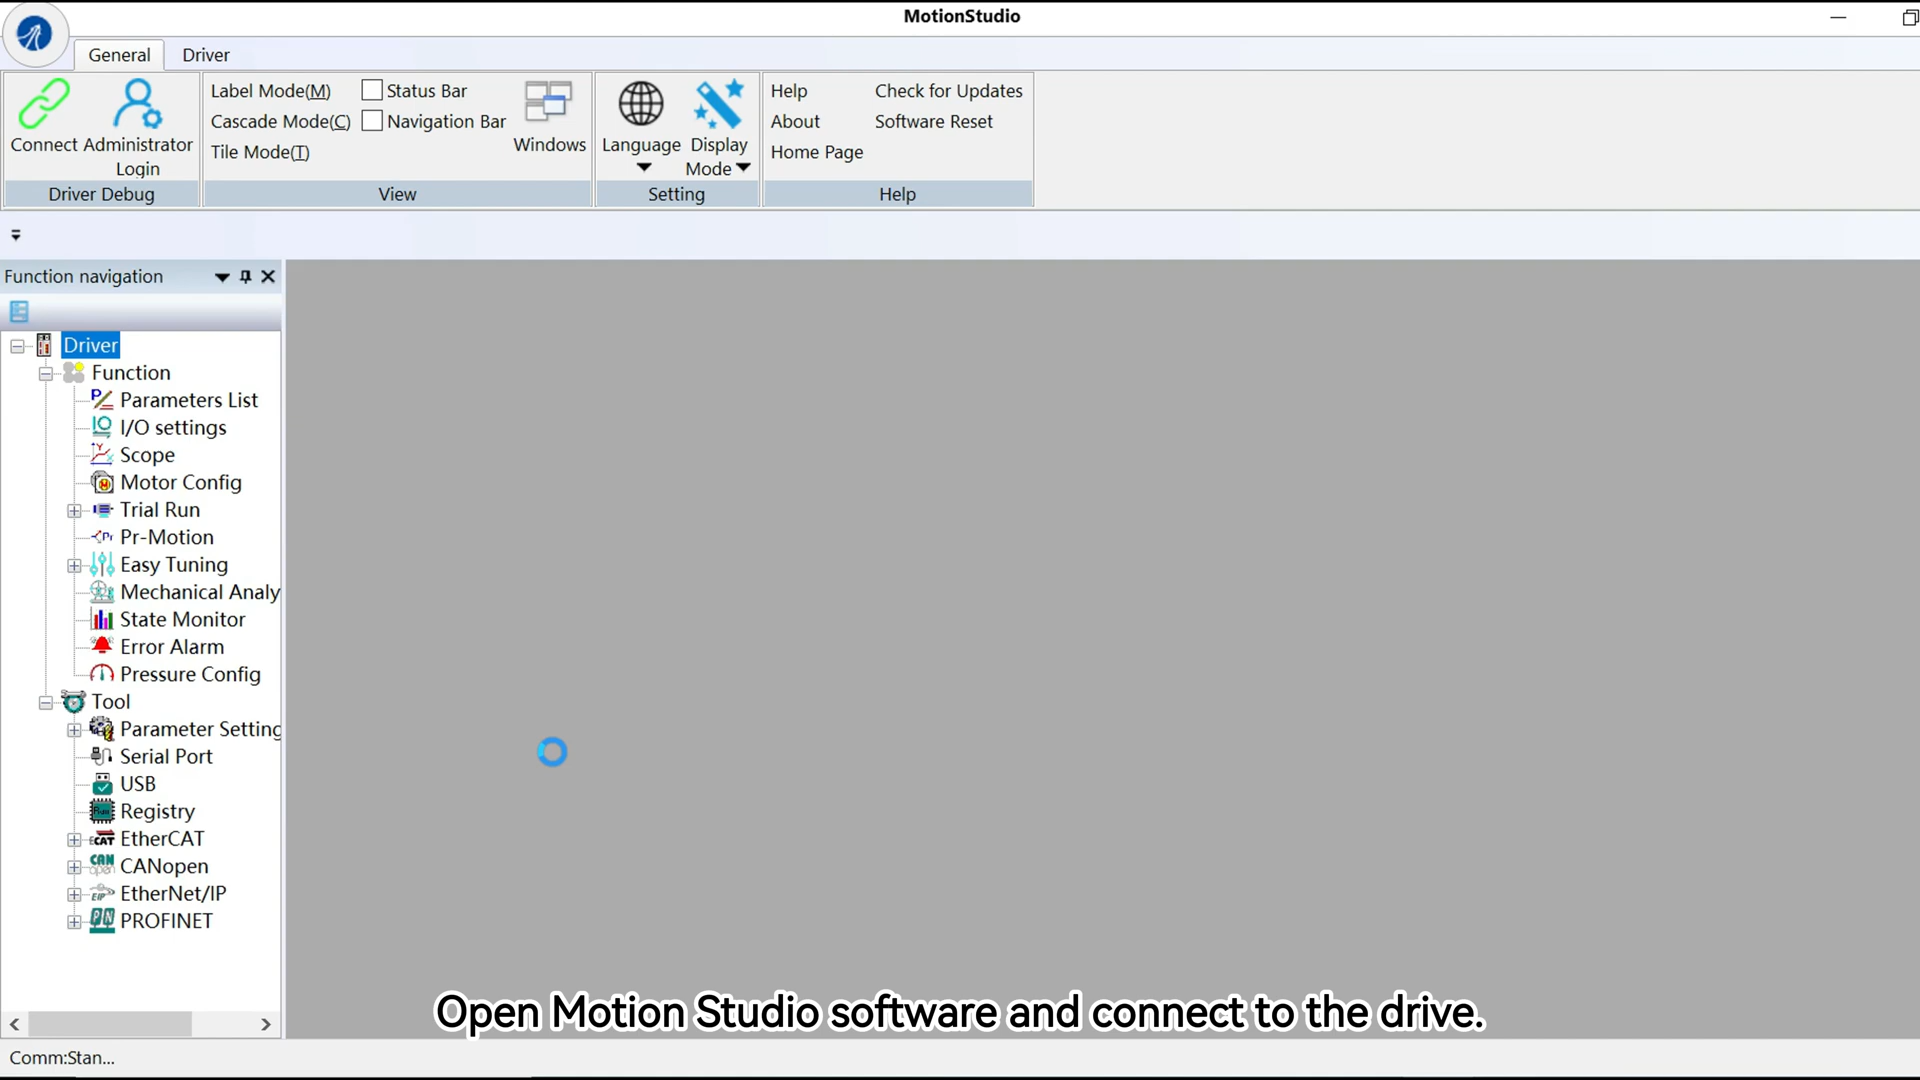 MotionStudio
General
Driver
Connect
Administrator
Login
Driver Debug
Label Mode(M)
Cascade Mode(C)
Tile Mode(T)
Status Bar
Navigation Bar
Windows
View
Language
Display
Mode
Setting
Help
About
Home Page
Check for Updates
Software Reset
Help
Function navigation
Driver
Function
Parameters List
I/O settings
Scope
Motor Config
Trial Run
Pr-Motion
Easy Tuning
Mechanical Analy
State Monitor
Error Alarm
Pressure Config
Tool
Parameter Setting
Serial Port
USB
Registry
EtherCAT
CANopen
EtherNet/IP
PROFINET
Open Motion Studio software and connect to the drive.
Comm:Stan...